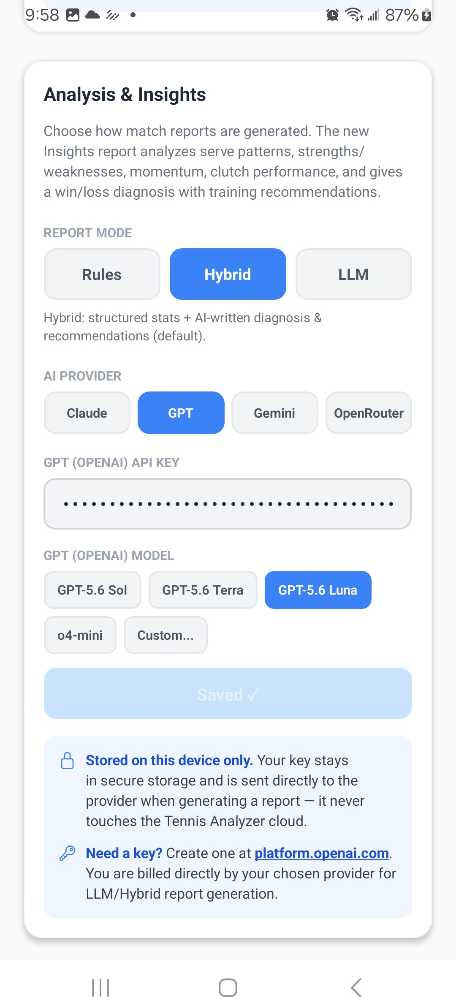 9:58
87%
Analysis & Insights
Choose how match reports are generated. The new
Insights report analyzes serve patterns, strengths/
weaknesses, momentum, clutch performance, and gives
a win/loss diagnosis with training recommendations.
REPORT MODE
Rules
Hybrid
LLM
Hybrid: structured stats + AI-written diagnosis &
recommendations (default).
AI PROVIDER
Claude
GPT
Gemini
OpenRouter
GPT (OPENAI) API KEY
GPT (OPENAI) MODEL
GPT-5.6 Sol
GPT-5.6 Terra
GPT-5.6 Luna
o4-mini
Custom...
Saved ✓
Stored on this device only. Your key stays
in secure storage and is sent directly to the
provider when generating a report — it never
touches the Tennis Analyzer cloud.
Need a key? Create one at platform.openai.com.
You are billed directly by your chosen provider for
LLM/Hybrid report generation.